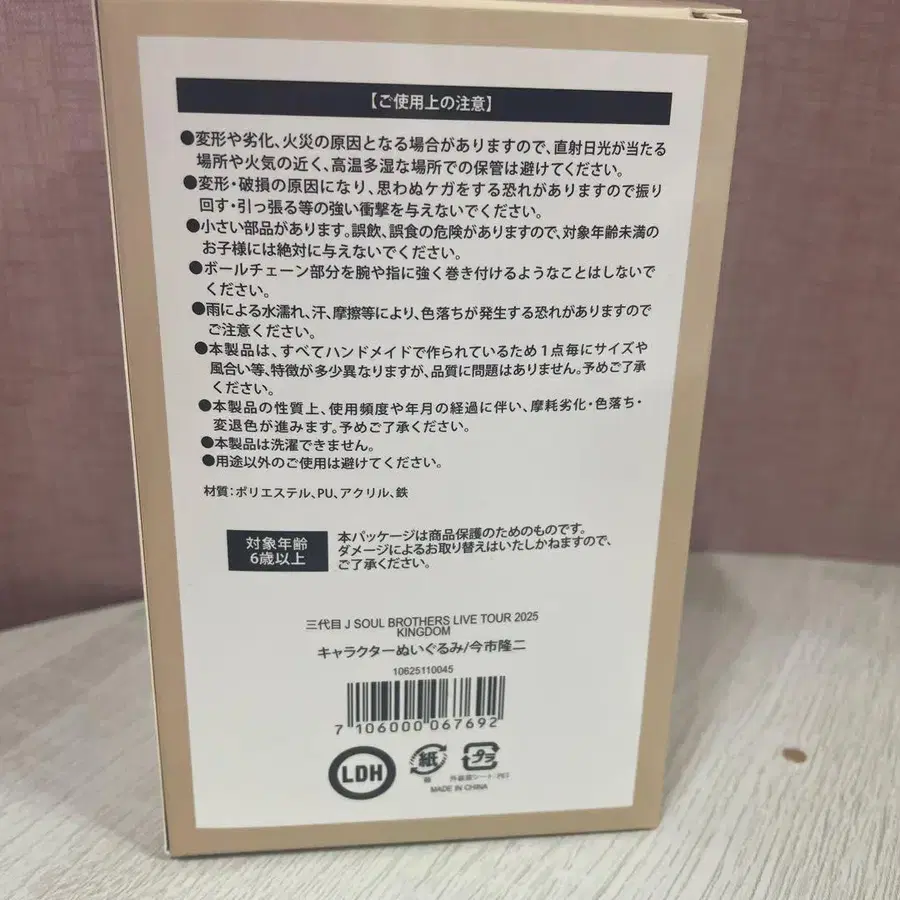 【ご使用上の注意】
●変形や劣化、火災の原因となる場合がありますので、直射日光が当たる
場所や火気の近く、高温多湿な場所での保管は避けてください。
●変形・破損の原因になり、思わぬケガをする恐れがありますので振り
回す・引っ張る等の強い衝撃を与えないでください。
●小さい部品があります。誤飲、誤食の危険がありますので、対象年齢未満の
お子様には絶対に与えないでください。
●ボールチェーン部分を腕や指に強く巻き付けるようなことはしないで
ください。
●雨による水濡れ、汗、摩擦等により、色落ちが発生する恐れがありますので
ご注意ください。
●本製品は、すべてハンドメイドで作られているため1点毎にサイズや
風合い等、特徴が多少異なりますが、品質に問題はありません。予めご了承
ください。
●本製品の性質上、使用頻度や年月の経過に伴い、摩耗劣化・色落ち・
変退色が進みます。予めご了承ください。
●本製品は洗濯できません。
●用途以外のご使用は避けてください。
材質：ポリエステル、PU、アクリル、鉄
対象年齢
6歳以上
本パッケージは商品保護のためのものです。
ダメージによるお取り替えはいたしかねますので、
ご了承ください。
三代目 J SOUL BROTHERS LIVE TOUR 2025
KINGDOM
キャラクターぬいぐるみ/今市隆二
10625110045
7 106000 067692
LDH
紙
プラ
箱
外装袋シート:PET
MADE IN CHINA